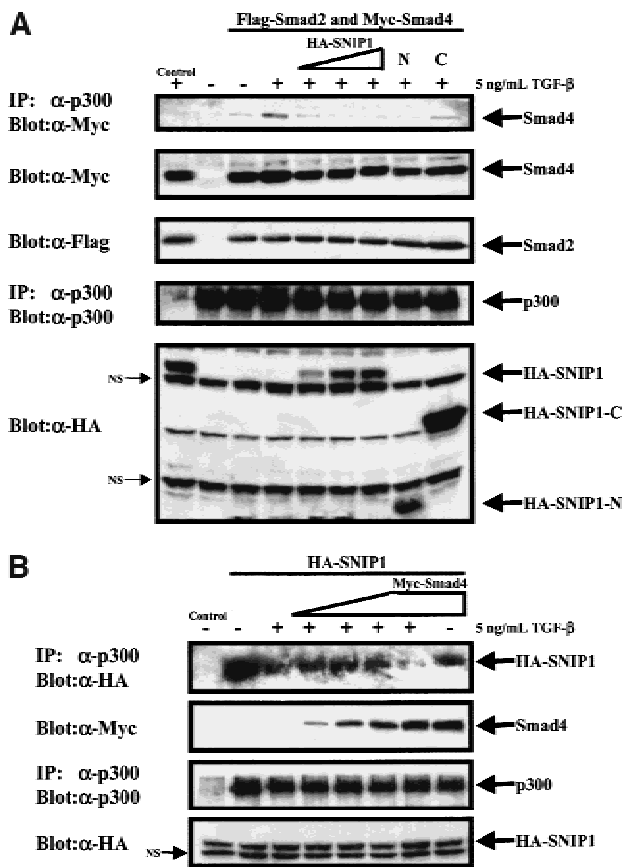 A
Flag-Smad2 and Myc-Smad4
HA-SNIP1
N C
Control
+ - - + + + + + + 5 ng/mL TGF-β
IP: α-p300
Blot:α-Myc
Smad4
Blot:α-Myc
Smad4
Blot:α-Flag
Smad2
IP: α-p300
Blot:α-p300
p300
Blot:α-HA
NS
NS
HA-SNIP1
HA-SNIP1-C
HA-SNIP1-N
B
HA-SNIP1
Myc-Smad4
Control
- - + + + + + - 5 ng/mL TGF-β
IP: α-p300
Blot:α-HA
HA-SNIP1
Blot:α-Myc
Smad4
IP: α-p300
Blot:α-p300
p300
Blot:α-HA
NS
HA-SNIP1